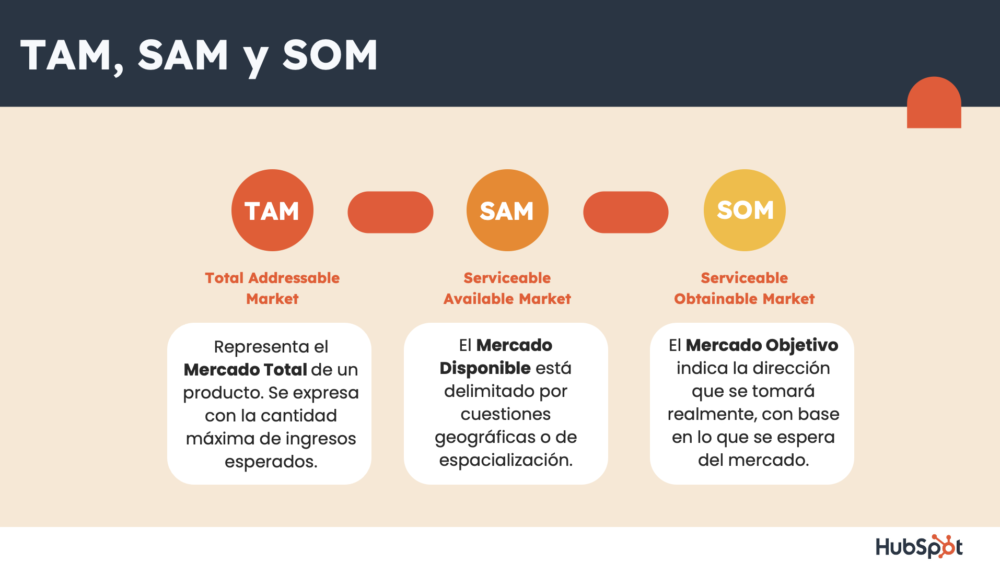 TAM, SAM y SOM
TAM
SAM
SOM
Total Addressable
Market
Serviceable
Available Market
Serviceable
Obtainable Market
Representa el
Mercado Total de un
producto. Se expresa
con la cantidad
máxima de ingresos
esperados.
El Mercado
Disponible está
delimitado por
cuestiones
geográficas o de
espacialización.
El Mercado Objetivo
indica la dirección
que se tomará
realmente, con base
en lo que se espera
del mercado.
HubSpot